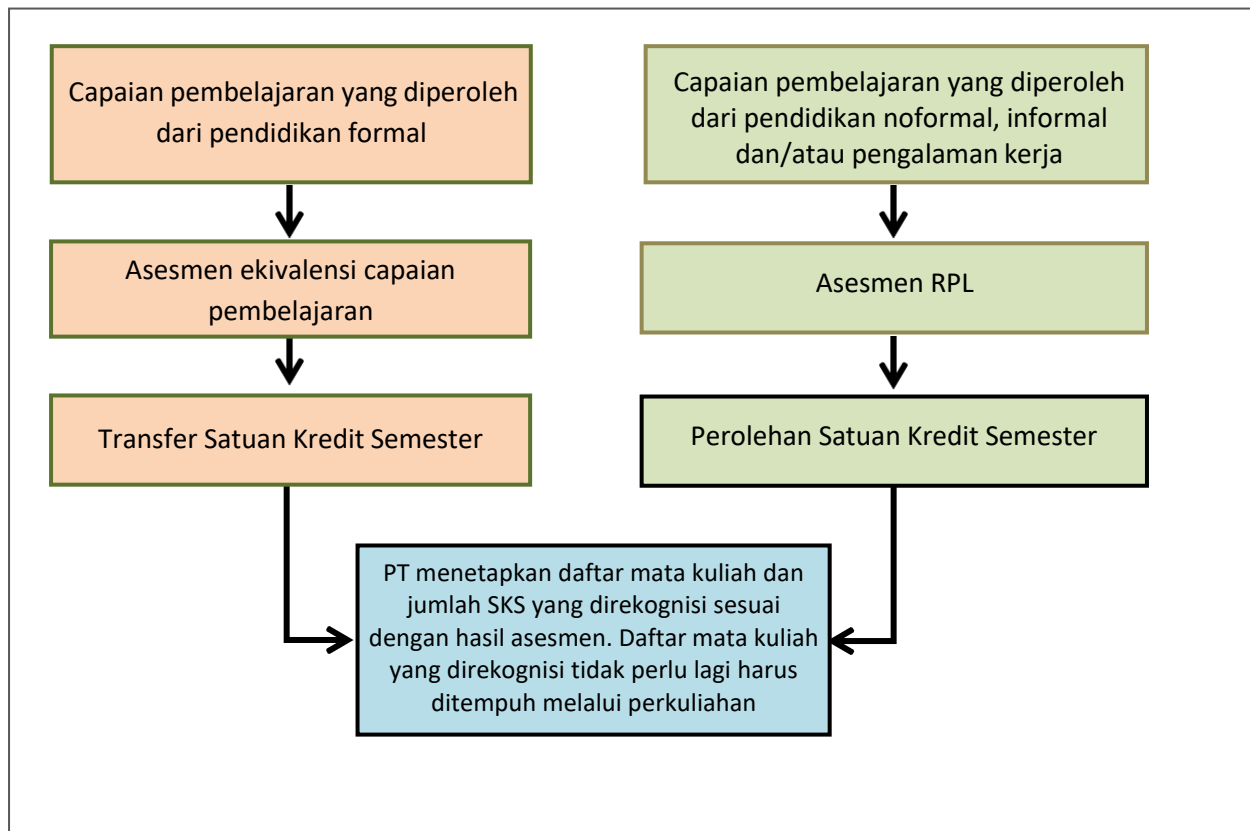 Capaian pembelajaran yang diperoleh
dari pendidikan formal
Capaian pembelajaran yang diperoleh
dari pendidikan noformal, informal
dan/atau pengalaman kerja
Asesmen ekivalensi capaian
pembelajaran
Asesmen RPL
Transfer Satuan Kredit Semester
Perolehan Satuan Kredit Semester
PT menetapkan daftar mata kuliah dan
jumlah SKS yang direkognisi sesuai
dengan hasil asesmen. Daftar mata kuliah
yang direkognisi tidak perlu lagi harus
ditempuh melalui perkuliahan